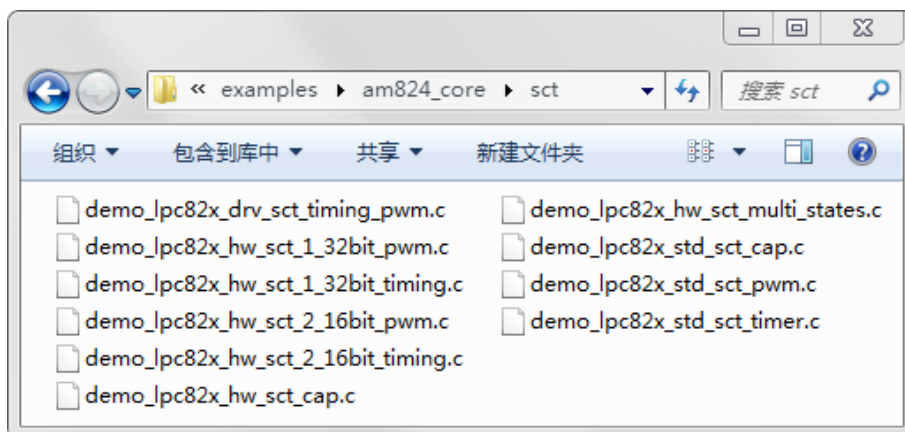 « examples ▸ am824_core ▸ sct
搜索 sct
组织 ▼ 包含到库中 ▼ 共享 ▼ 新建文件夹
demo_lpc82x_drv_sct_timing_pwm.c
demo_lpc82x_hw_sct_1_32bit_pwm.c
demo_lpc82x_hw_sct_1_32bit_timing.c
demo_lpc82x_hw_sct_2_16bit_pwm.c
demo_lpc82x_hw_sct_2_16bit_timing.c
demo_lpc82x_hw_sct_cap.c
demo_lpc82x_hw_sct_multi_states.c
demo_lpc82x_std_sct_cap.c
demo_lpc82x_std_sct_pwm.c
demo_lpc82x_std_sct_timer.c